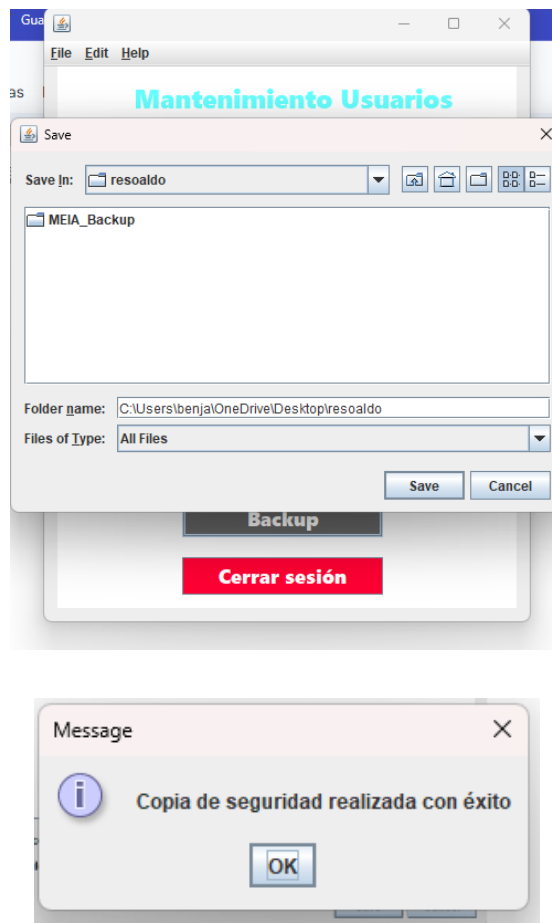 Gua
File Edit Help
as
Mantenimiento Usuarios
Save
Save In: resoaldo
MEIA_Backup
Folder name: C:\Users\benja\OneDrive\Desktop\resoaldo
Files of Type: All Files
Save Cancel
Backup
Cerrar sesión
Message
Copia de seguridad realizada con éxito
OK